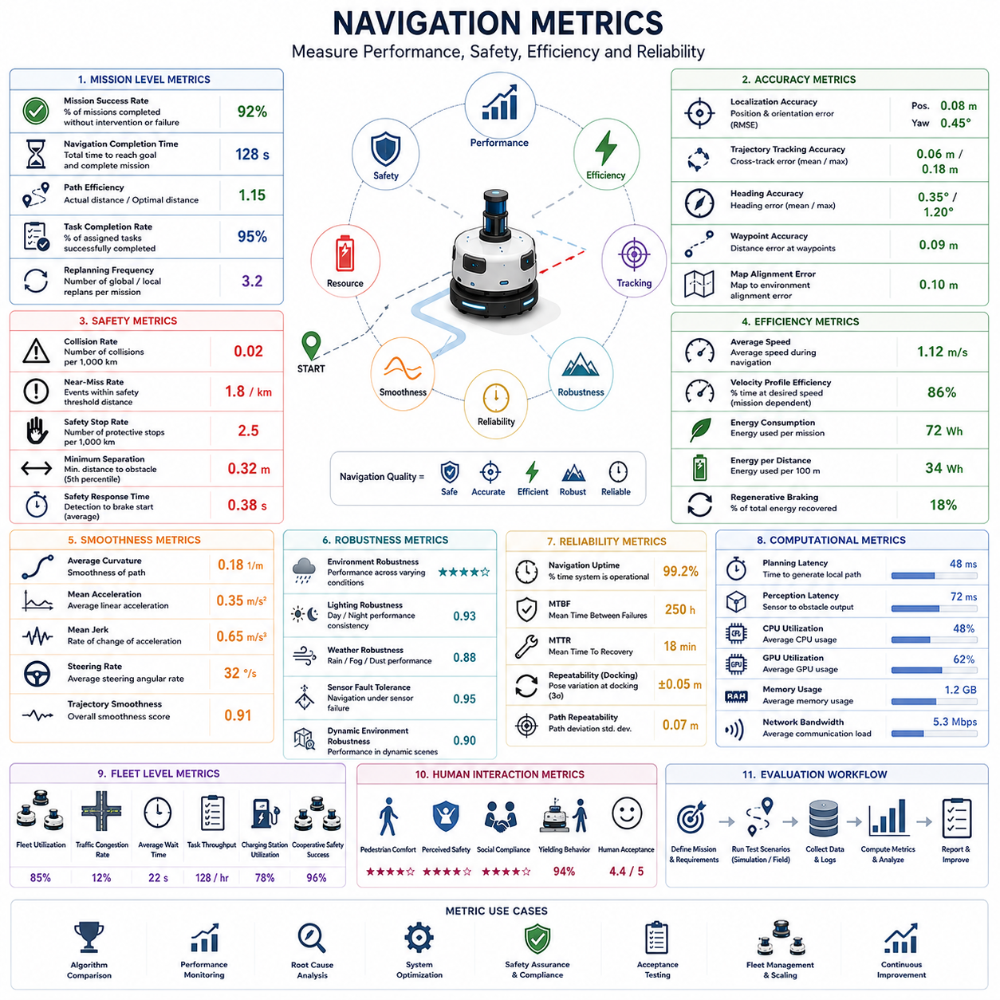 NAVIGATION METRICS
Measure Performance, Safety, Efficiency and Reliability
1. MISSION LEVEL METRICS
Mission Success Rate
% of missions completed
without intervention or failure
92%
Navigation Completion Time
Total time to reach goal
and complete mission
128 s
Path Efficiency
Actual distance / Optimal distance
1.15
Task Completion Rate
% of assigned tasks
successfully completed
95%
Replanning Frequency
Number of global / local
replans per mission
3.2
Performance
Safety
Efficiency
Resource
Tracking
START
Smoothness
Robustness
Reliability
Navigation Quality =
Safe
Accurate
Efficient
Robust
Reliable
2. ACCURACY METRICS
Localization Accuracy
Position & orientation error
(RMSE)
Pos. 0.08 m
Yaw 0.45°
Trajectory Tracking Accuracy
Cross-track error (mean / max)
0.06 m /
0.18 m
Heading Accuracy
Heading error (mean / max)
0.35° /
1.20°
Waypoint Accuracy
Distance error at waypoints
0.09 m
Map Alignment Error
Map to environment
alignment error
0.10 m
3. SAFETY METRICS
Collision Rate
Number of collisions
per 1,000 km
0.02
Near-Miss Rate
Events within safety
threshold distance
1.8 / km
Safety Stop Rate
Number of protective stops
per 1,000 km
2.5
Minimum Separation
Min. distance to obstacle
(5th percentile)
0.32 m
Safety Response Time
Detection to brake start
(average)
0.38 s
4. EFFICIENCY METRICS
Average Speed
Average speed during
navigation
1.12 m/s
Velocity Profile Efficiency
% time at desired speed
(mission dependent)
86%
Energy Consumption
Energy used per mission
72 Wh
Energy per Distance
Energy used per 100 m
34 Wh
Regenerative Braking
% of total energy recovered
18%
5. SMOOTHNESS METRICS
Average Curvature
Smoothness of path
0.18 1/m
Mean Acceleration
Average linear acceleration
0.35 m/s²
Mean Jerk
Rate of change of acceleration
0.65 m/s³
Steering Rate
Average steering angular rate
32 °/s
Trajectory Smoothness
Overall smoothness score
0.91
6. ROBUSTNESS METRICS
Environment Robustness
Performance across varying
conditions
★★★★☆
Lighting Robustness
Day / Night performance
consistency
0.93
Weather Robustness
Rain / Fog / Dust performance
0.88
Sensor Fault Tolerance
Navigation under sensor
failure
0.95
Dynamic Environment
Robustness
Performance in dynamic scenes
0.90
7. RELIABILITY METRICS
Navigation Uptime
% time system is operational
99.2%
MTBF
Mean Time Between Failures
250 h
MTTR
Mean Time To Recovery
18 min
Repeatability (Docking)
Pose variation at docking
(3σ)
±0.05 m
Path Repeatability
Path deviation std. dev.
0.07 m
8. COMPUTATIONAL METRICS
Planning Latency
Time to generate local path
48 ms
Perception Latency
Sensor to obstacle output
72 ms
CPU Utilization
Average CPU usage
48%
GPU
GPU Utilization
Average GPU usage
62%
RAM
Memory Usage
Average memory usage
1.2 GB
Network Bandwidth
Average communication load
5.3 Mbps
9. FLEET LEVEL METRICS
Fleet Utilization
85%
Traffic Congestion
Rate
12%
Average Wait
Time
22 s
Task Throughput
128 / hr
Charging Station
Utilization
78%
Cooperative Safety
Success
96%
10. HUMAN INTERACTION METRICS
Pedestrian Comfort
★★★★☆
Perceived Safety
★★★★☆
Social Compliance
★★★★☆
Yielding Behavior
94%
Human Acceptance
4.4 / 5
11. EVALUATION WORKFLOW
Define Mission
& Requirements
Run Test Scenarios
(Simulation / Field)
Collect Data
& Logs
Compute Metrics
& Analyze
Report &
Improve
METRIC USE CASES
Algorithm
Comparison
Performance
Monitoring
Root Cause
Analysis
System
Optimization
Safety Assurance
& Compliance
Acceptance
Testing
Fleet Management
& Scaling
Continuous
Improvement